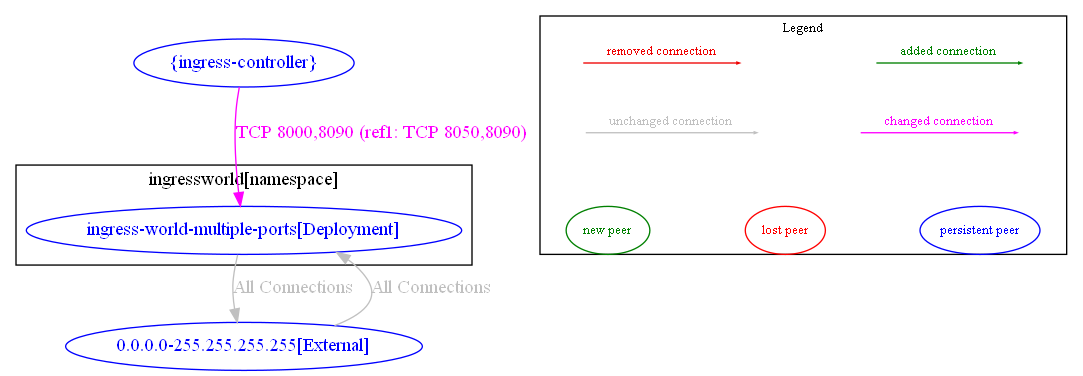 {ingress-controller}
TCP 8000,8090 (ref1: TCP 8050,8090)
ingressworld[namespace]
ingress-world-multiple-ports[Deployment]
All Connections
All Connections
0.0.0.0-255.255.255.255[External]
Legend
removed connection
added connection
unchanged connection
changed connection
new peer
lost peer
persistent peer